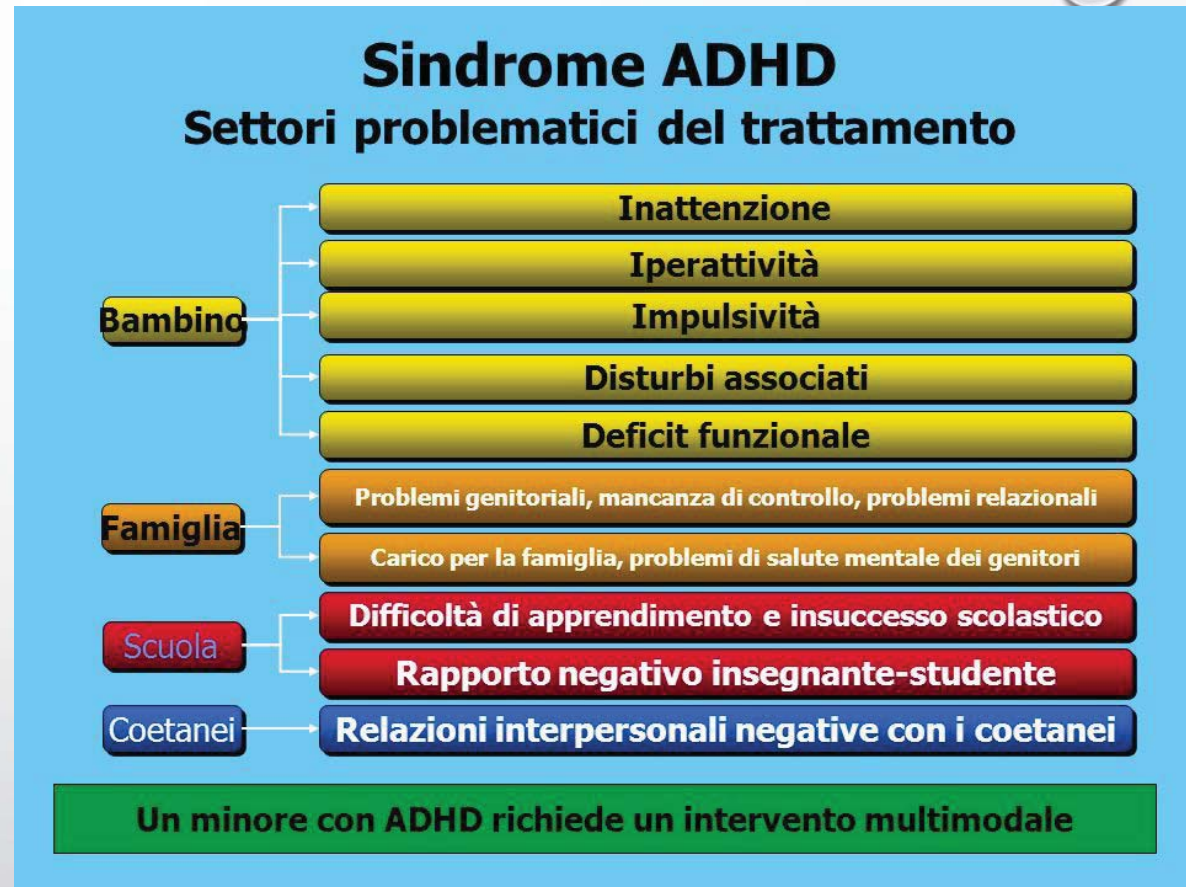 Sindrome ADHD
Settori problematici del trattamento
Bambino
Inattenzione
Iperattività
Impulsività
Disturbi associati
Deficit funzionale
Famiglia
Problemi genitoriali, mancanza di controllo, problemi relazionali
Carico per la famiglia, problemi di salute mentale dei genitori
Scuola
Difficoltà di apprendimento e insuccesso scolastico
Rapporto negativo insegnante-studente
Coetanei
Relazioni interpersonali negative con i coetanei
Un minore con ADHD richiede un intervento multimodale